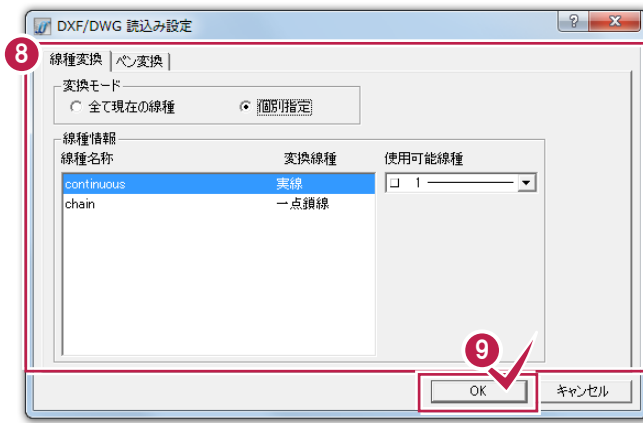 DXF/DWG 読込み設定
8
線種変換 ペン変換
変換モード
全て現在の線種 個別指定
線種情報
線種名称 変換線種 使用可能線種
continuous 実線 1
chain 一点鎖線
9
OK キャンセル